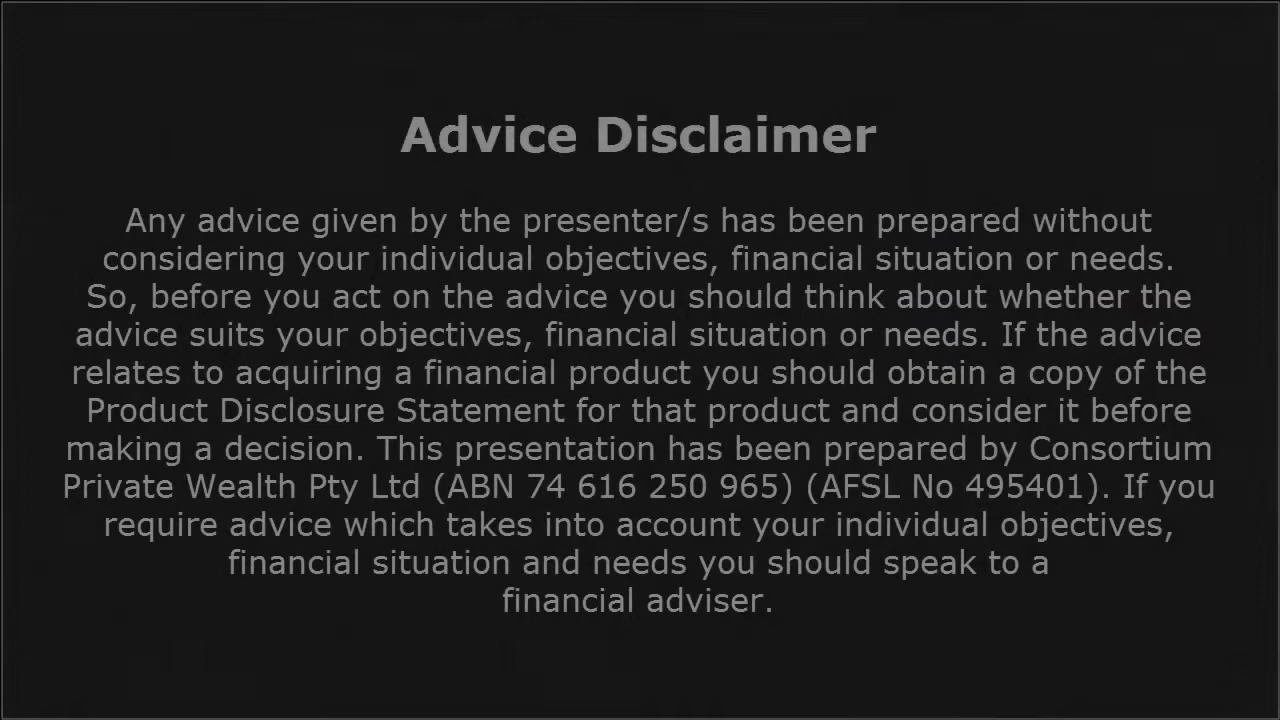 Advice Disclaimer
Any advice given by the presenter/s has been prepared without
considering your individual objectives, financial situation or needs.
So, before you act on the advice you should think about whether the
advice suits your objectives, financial situation or needs. If the advice
relates to acquiring a financial product you should obtain a copy of the
Product Disclosure Statement for that product and consider it before
making a decision. This presentation has been prepared by Consortium
Private Wealth Pty Ltd (ABN 74 616 250 965) (AFSL No 495401). If you
require advice which takes into account your individual objectives,
financial situation and needs you should speak to a
financial adviser.